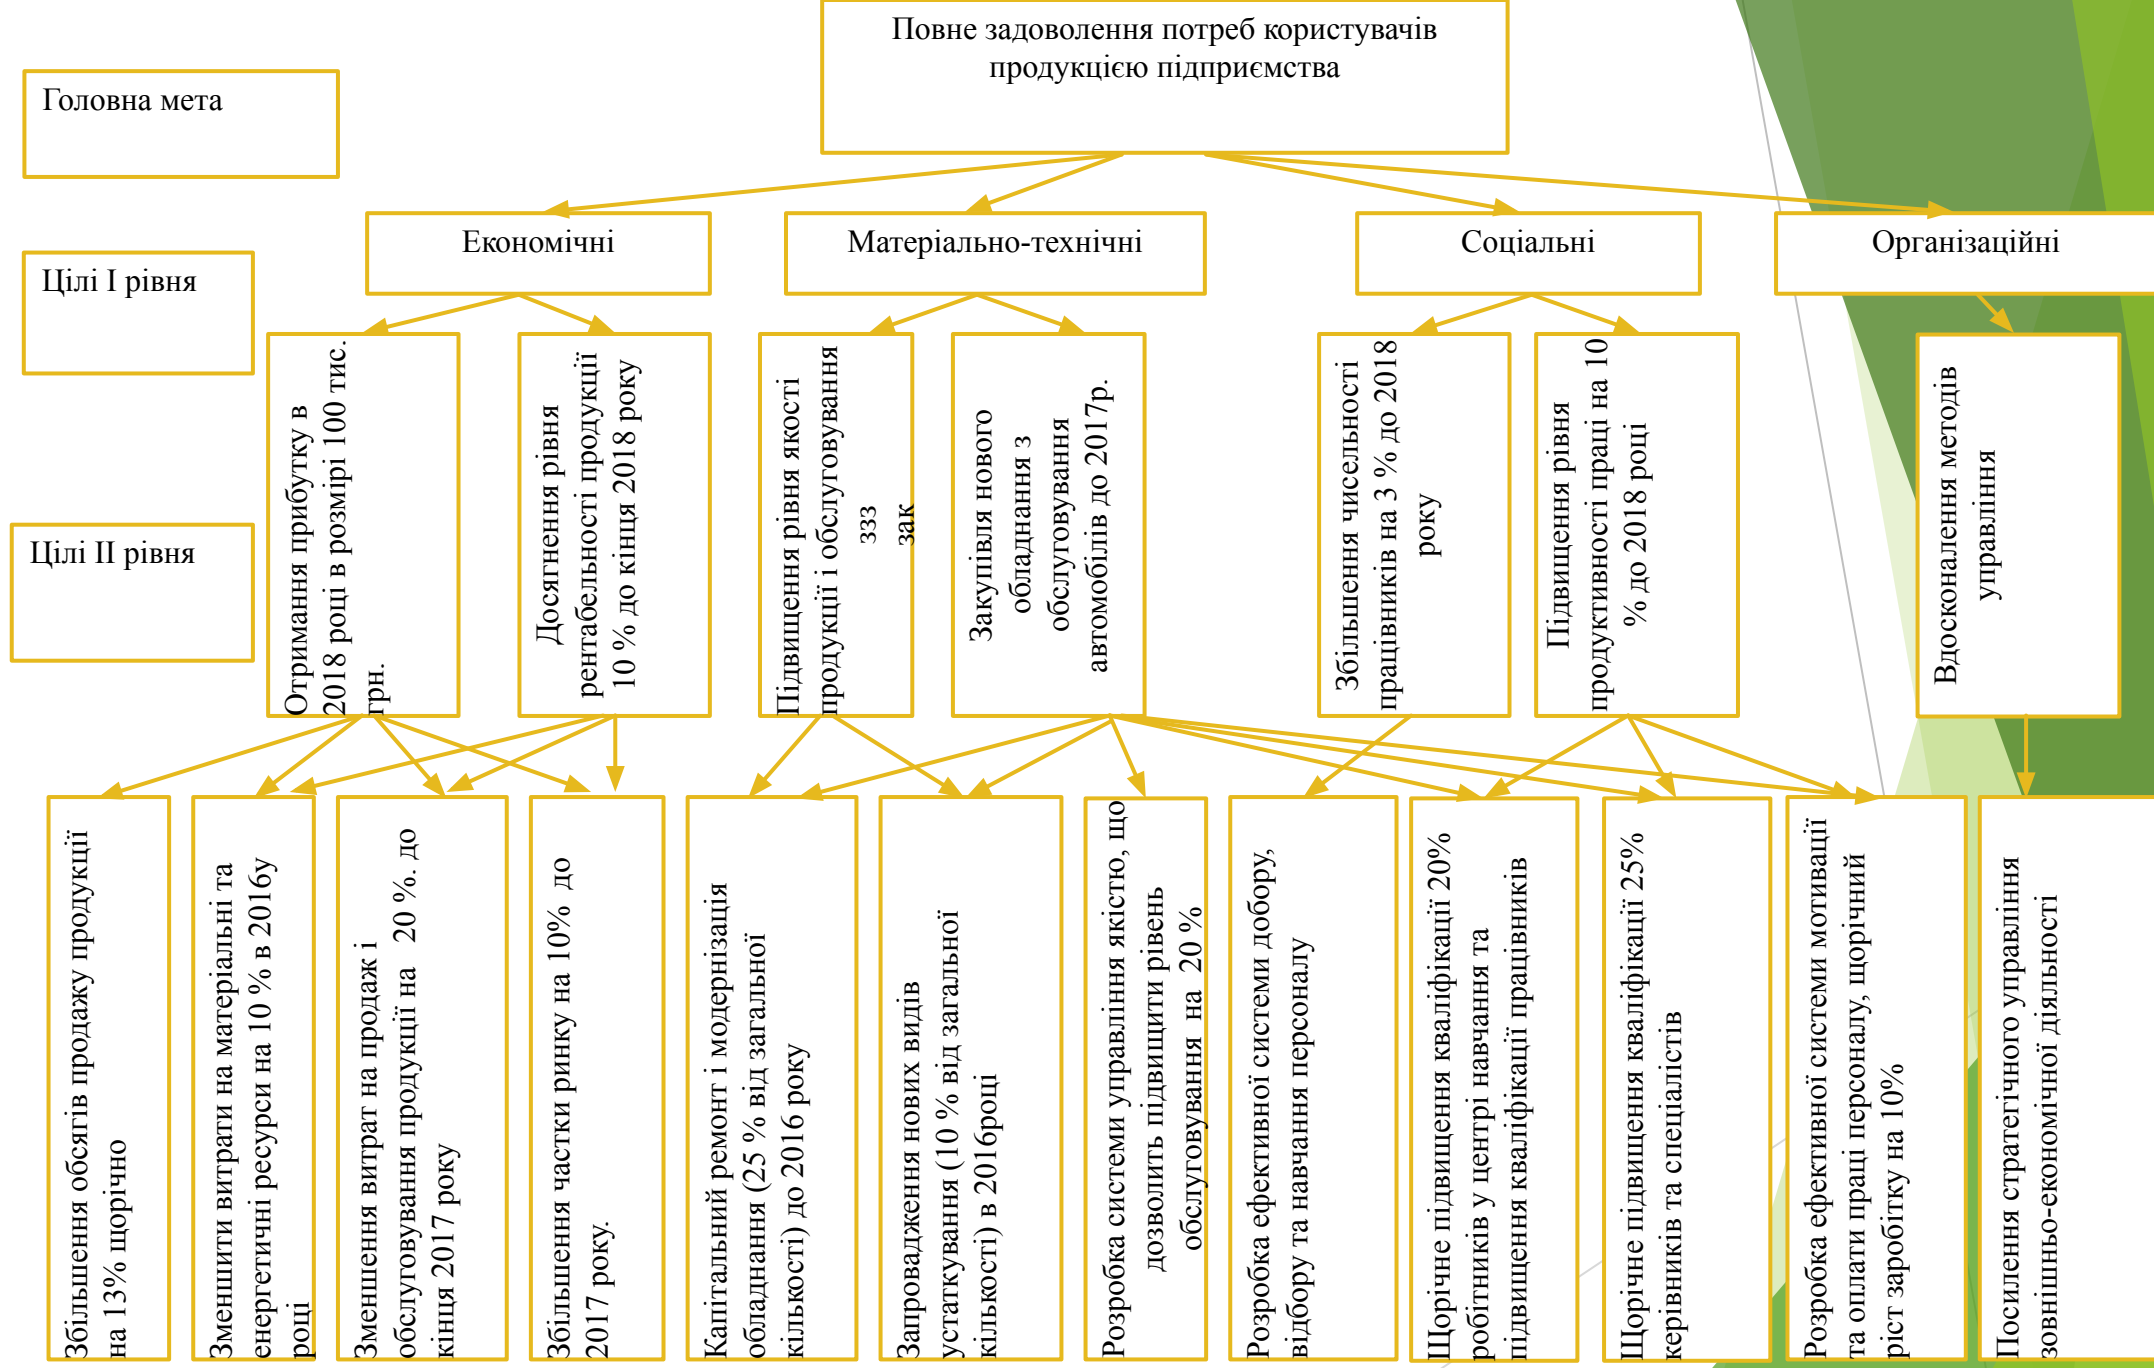 Повне задоволення потреб користувачів
продукцією підприємства
Головна мета
Економічні
Матеріально-технічні
Соціальні
Організаційні
Цілі І рівня
Отримання прибутку в
2018 році в розмірі 100 тис.
грн.
Досягнення рівня
рентабельності продукції
10 % до кінця 2018 року
Підвищення рівня якості
продукції і обслуговування
ззз
зак
Закупівля нового
обладнання з
обслуговування
автомобілів до 2017р.
Збільшення чисельності
працівників на 3 % до 2018
року
Підвищення рівня
продуктивності праці на 10
% до 2018 році
Вдосконалення методів
управління
Цілі ІІ рівня
Збільшення обсягів продажу продукції
на 13% щорічно
Зменшити витрати на матеріальні та
енергетичні ресурси на 10 % в 2016у
році
Зменшення витрат на продаж і
обслуговування продукції на 20 %. до
кінця 2017 року
Збільшення частки ринку на 10% до
2017 року.
Капітальний ремонт і модернізація
обладнання (25 % від загальної
кількості) до 2016 року
Запровадження нових видів
устаткування (10 % від загальної
кількості) в 2016році
Розробка системи управління якістю, що
дозволить підвищити рівень
обслуговування на 20 %
Розробка ефективної системи добору,
відбору та навчання персоналу
Щорічне підвищення кваліфікації 20%
робітників у центрі навчання та
підвищення кваліфікації працівників
Щорічне підвищення кваліфікації 25%
керівників та спеціалістів
Розробка ефективної системи мотивації
та оплати праці персоналу, щорічний
ріст заробітку на 10%
Посилення стратегічного управління
зовнішньо-економічної діяльності